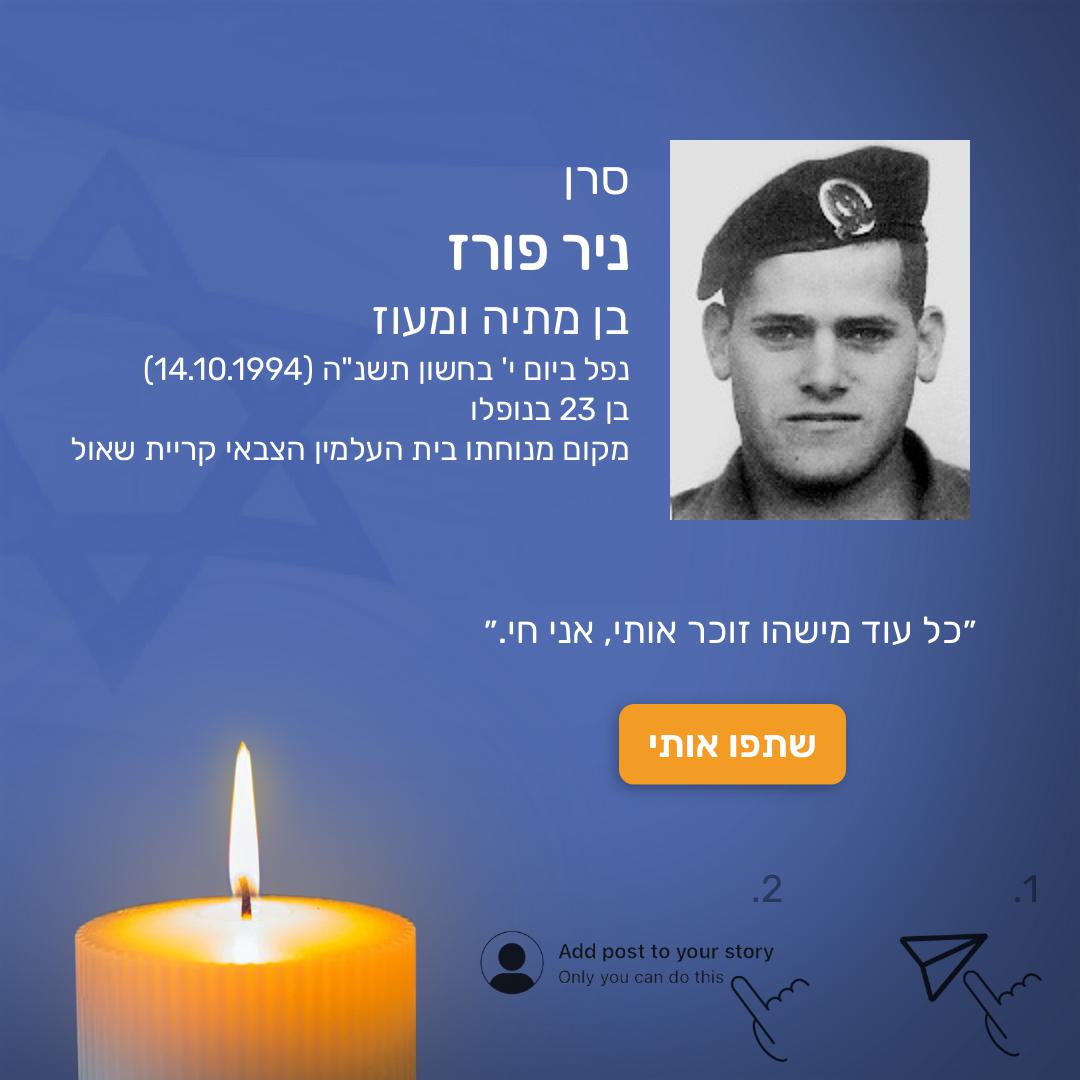 סרן
ניר פורז
בן מתיה ומעוז
נפל ביום י' בחשון תשנ"ה (14.10.1994)
בן 23 בנופלו
מקום מנוחתו בית העלמין הצבאי קריית שאול
״כל עוד מישהו זוכר אותי, אני חי.״
שתפו אותי
1.
2.
Add post to your story
Only you can do this